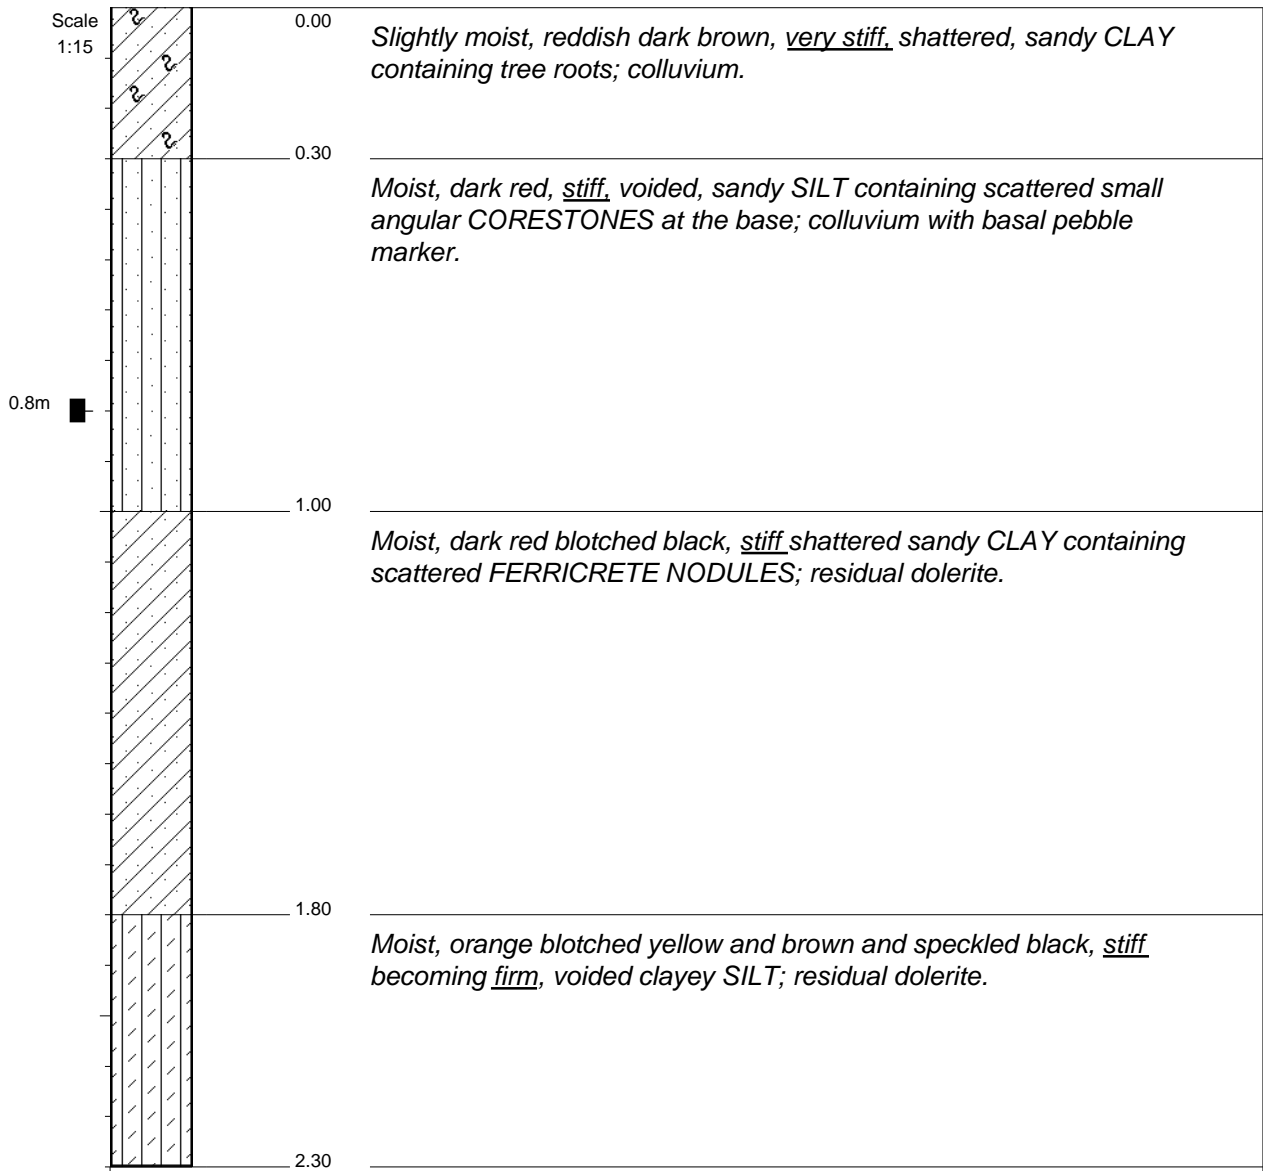 Scale
1:15
0.00
Slightly moist, reddish dark brown, very stiff, shattered, sandy CLAY
containing tree roots; colluvium.
0.30
Moist, dark red, stiff, voided, sandy SILT containing scattered small
angular CORESTONES at the base; colluvium with basal pebble
marker.
0.8m
1.00
Moist, dark red blotched black, stiff shattered sandy CLAY containing
scattered FERRICRETE NODULES; residual dolerite.
1.80
Moist, orange blotched yellow and brown and speckled black, stiff
becoming firm, voided clayey SILT; residual dolerite.
2.30